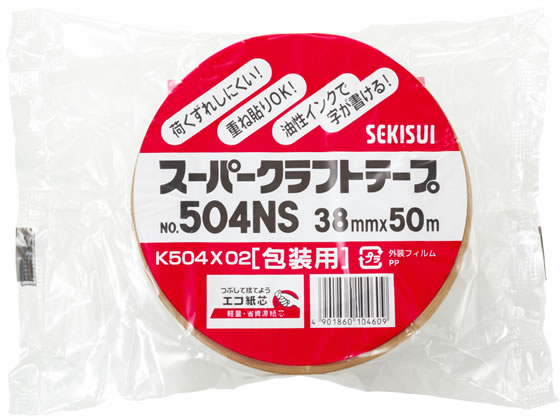 荷くずれしにくい!
重ね貼りOK!
油性インクで
字が書ける!
SEKISUI
スーパークラフトテープ
NO.504NS 38mm×50m
K504X02[包装用] プラ 外装フィルム
PP
つぶして捨てよう
エコ紙芯
軽量・省資源紙芯
4 901860 104609